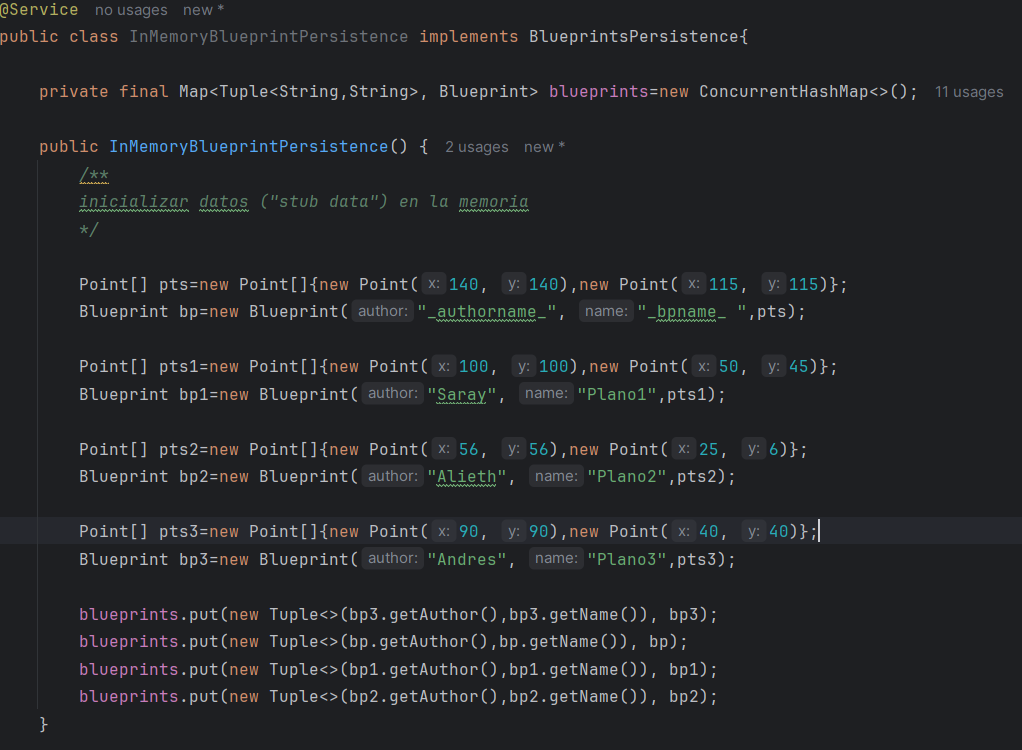 @Service no usages new *
public class InMemoryBlueprintPersistence implements BlueprintsPersistence{
private final Map<Tuple<String,String>, Blueprint> blueprints=new ConcurrentHashMap<>(); 11 usages
public InMemoryBlueprintPersistence() { 2 usages new *
/**
inicializar datos ("stub data") en la memoria
*/
Point[] pts=new Point[]{new Point( x: 140, y: 140),new Point( x: 115, y: 115)};
Blueprint bp=new Blueprint( author: "_authorname_", name: "_bpname_ ",pts);
Point[] pts1=new Point[]{new Point( x: 100, y: 100),new Point( x: 50, y: 45)};
Blueprint bp1=new Blueprint( author: "Saray", name: "Plano1",pts1);
Point[] pts2=new Point[]{new Point( x: 56, y: 56),new Point( x: 25, y: 6)};
Blueprint bp2=new Blueprint( author: "Alieth", name: "Plano2",pts2);
Point[] pts3=new Point[]{new Point( x: 90, y: 90),new Point( x: 40, y: 40)};
Blueprint bp3=new Blueprint( author: "Andres", name: "Plano3",pts3);
blueprints.put(new Tuple<>(bp3.getAuthor(),bp3.getName()), bp3);
blueprints.put(new Tuple<>(bp.getAuthor(),bp.getName()), bp);
blueprints.put(new Tuple<>(bp1.getAuthor(),bp1.getName()), bp1);
blueprints.put(new Tuple<>(bp2.getAuthor(),bp2.getName()), bp2);
}